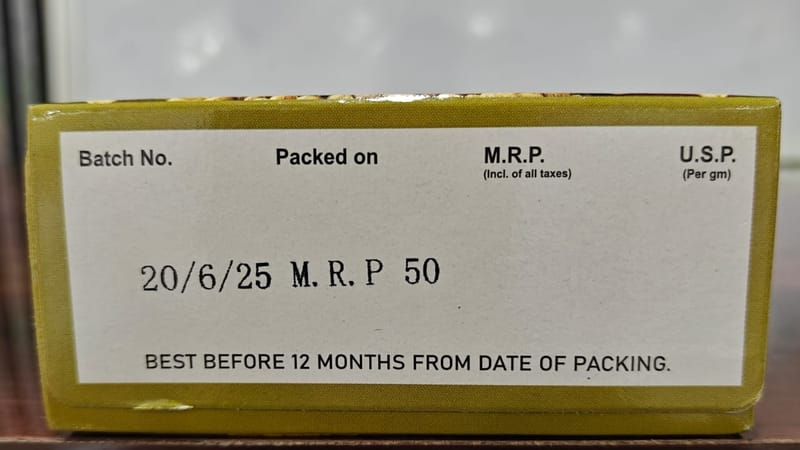 Batch No. Packed on M.R.P. U.S.P.
(Incl. of all taxes) (Per gm)
20/6/25 M.R.P 50
BEST BEFORE 12 MONTHS FROM DATE OF PACKING.